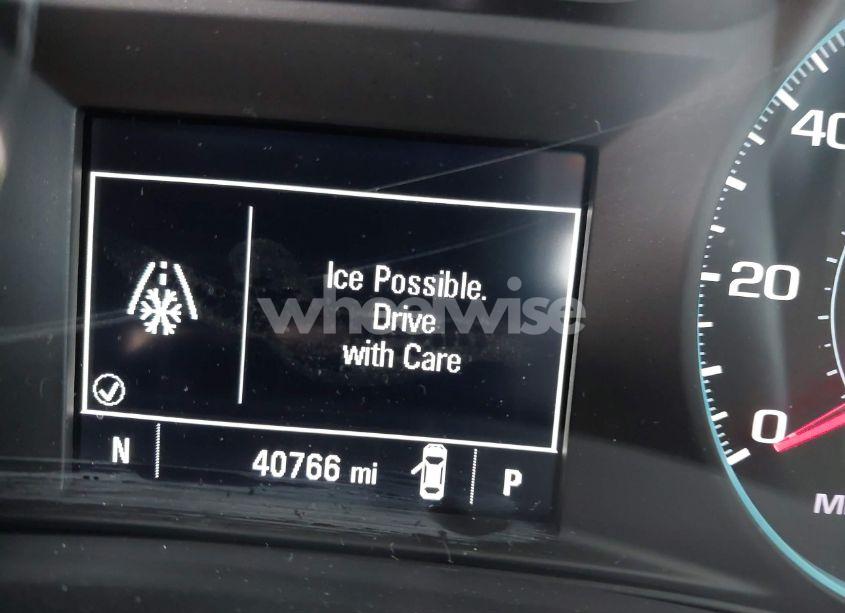 Ice Possible.
Drive
with Care
wheelwise
N 40766 mi P
40
20
0